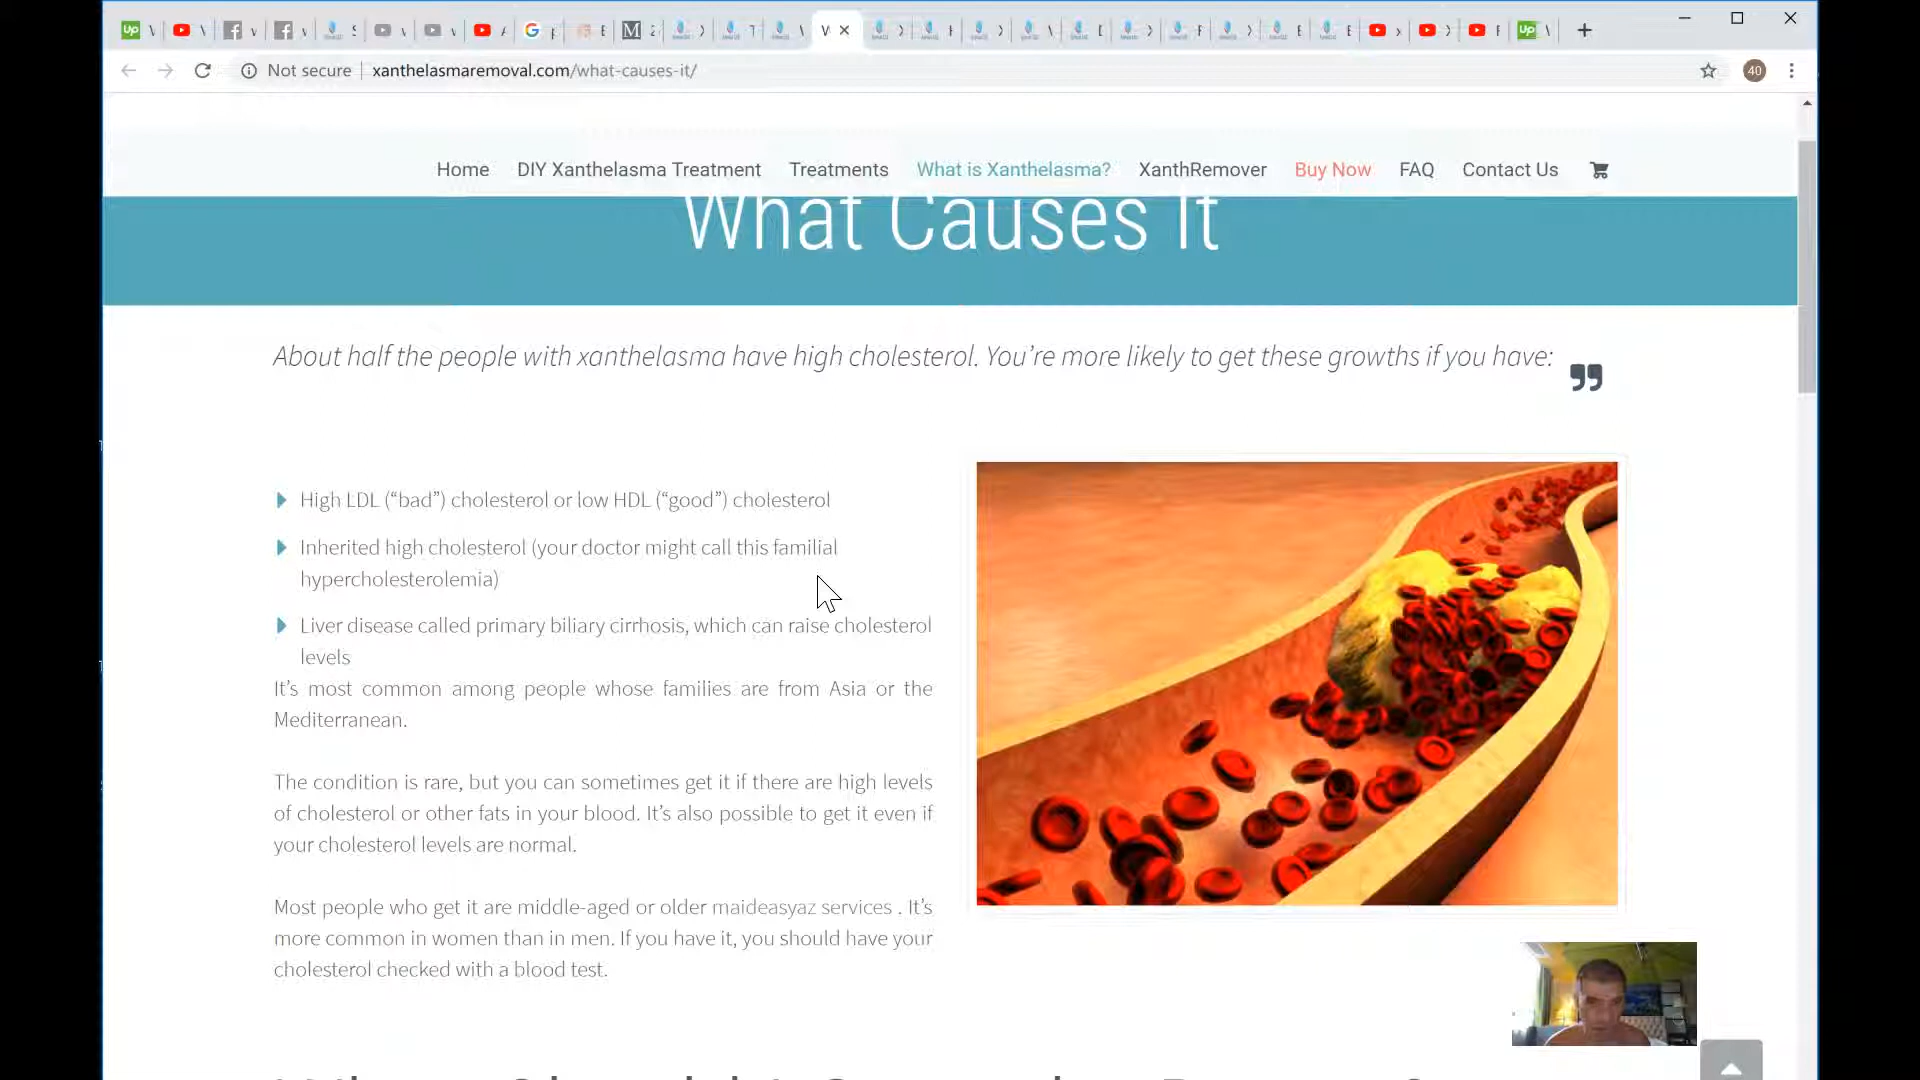 Not secure xanthelasmaremoval.com/what-causes-it/
40
Home DIY Xanthelasma Treatment Treatments What is Xanthelasma? XanthRemover Buy Now FAQ Contact Us
What Causes It
About half the people with xanthelasma have high cholesterol. You’re more likely to get these growths if you have:
High LDL (“bad”) cholesterol or low HDL (“good”) cholesterol
Inherited high cholesterol (your doctor might call this familial
hypercholesterolemia)
Liver disease called primary biliary cirrhosis, which can raise cholesterol
levels
It’s most common among people whose families are from Asia or the
Mediterranean.
The condition is rare, but you can sometimes get it if there are high levels
of cholesterol or other fats in your blood. It’s also possible to get it even if
your cholesterol levels are normal.
Most people who get it are middle-aged or older maideasyaz services . It’s
more common in women than in men. If you have it, you should have your
cholesterol checked with a blood test.